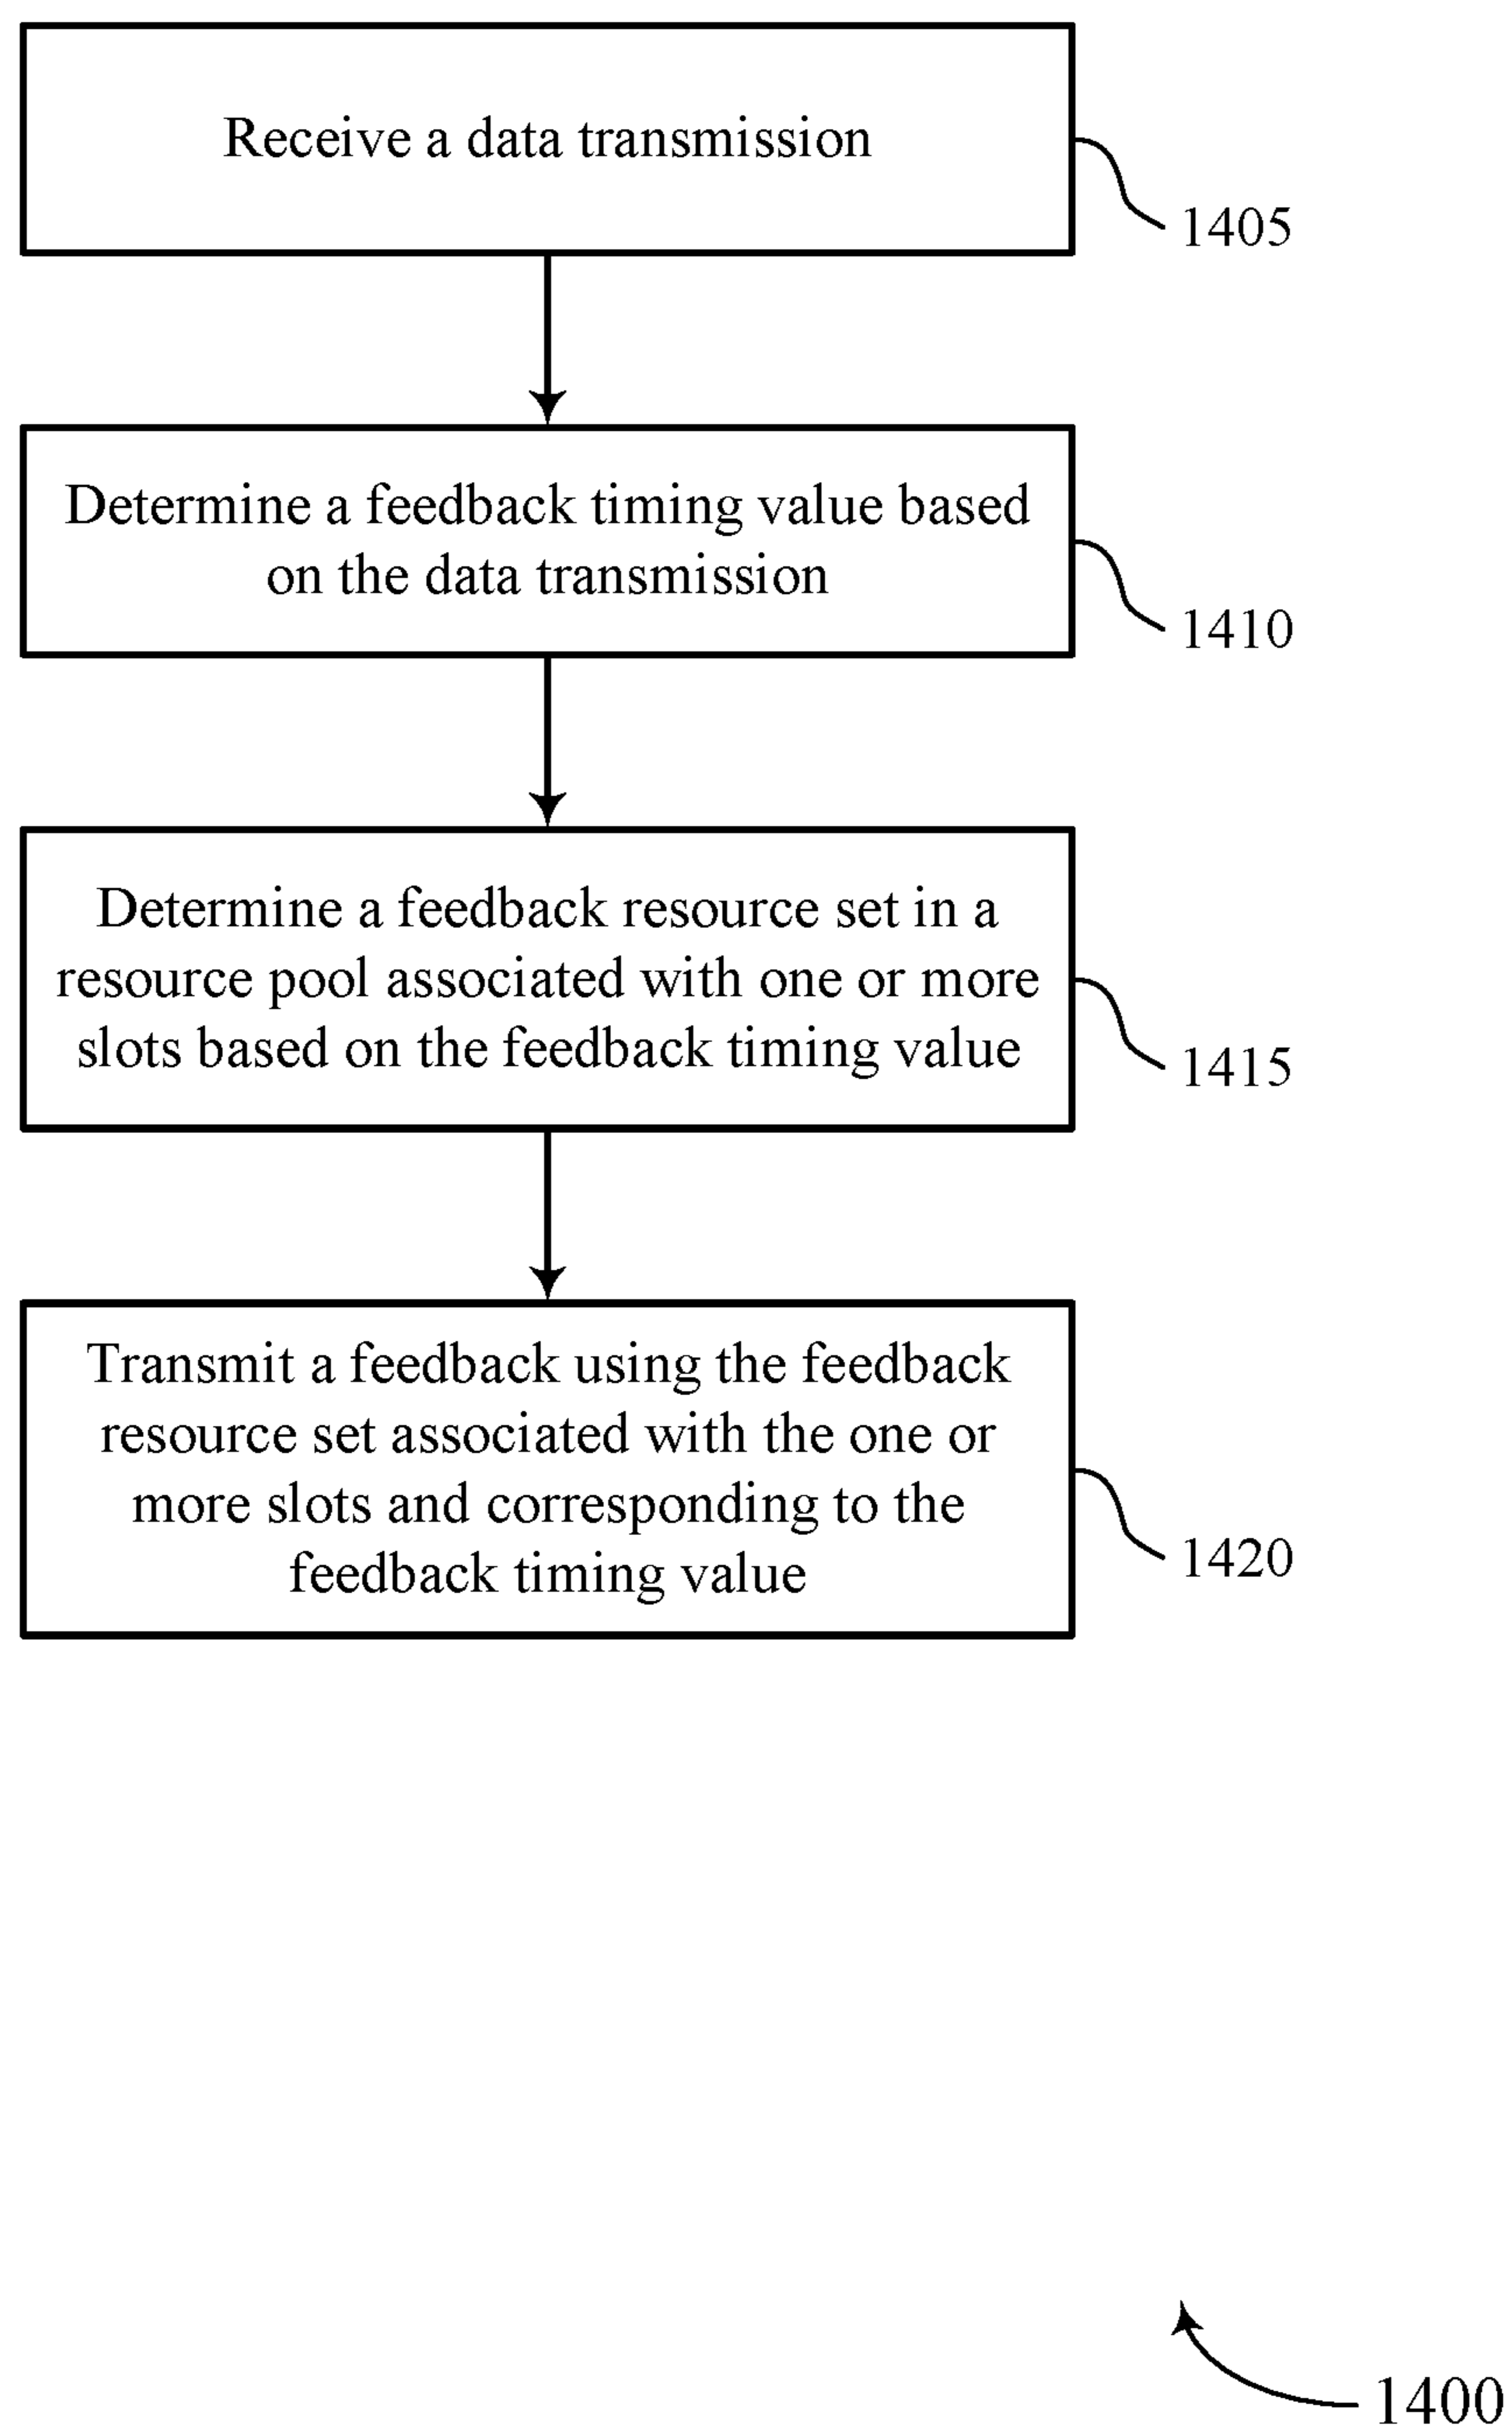 Receive a data transmission
1405
Determine a feedback timing value based
on the data transmission
1410
Determine a feedback resource set in a
resource pool associated with one or more
slots based on the feedback timing value
1415
Transmit a feedback using the feedback
resource set associated with the one or
more slots and corresponding to the
feedback timing value
1420
1400